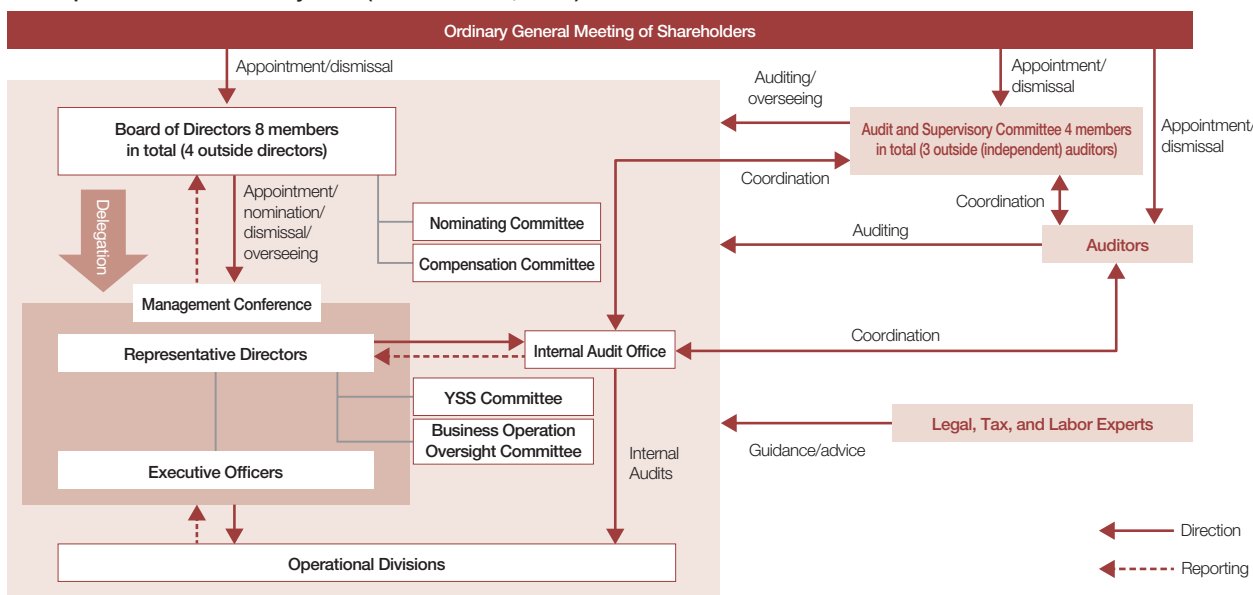 Ordinary General Meeting of Shareholders
Appointment/dismissal
Board of Directors 8 members
in total (4 outside directors)
Auditing/
overseeing
Appointment/
dismissal
Audit and Supervisory Committee 4 members
in total (3 outside (independent) auditors)
Appointment/
dismissal
Coordination
Coordination
Delegation
Appointment/
nomination/
dismissal/
overseeing
Nominating Committee
Compensation Committee
Auditing
Auditors
Management Conference
Representative Directors
Internal Audit Office
Coordination
YSS Committee
Business Operation
Oversight Committee
Executive Officers
Internal
Audits
Legal, Tax, and Labor Experts
Guidance/advice
Operational Divisions
Direction
Reporting